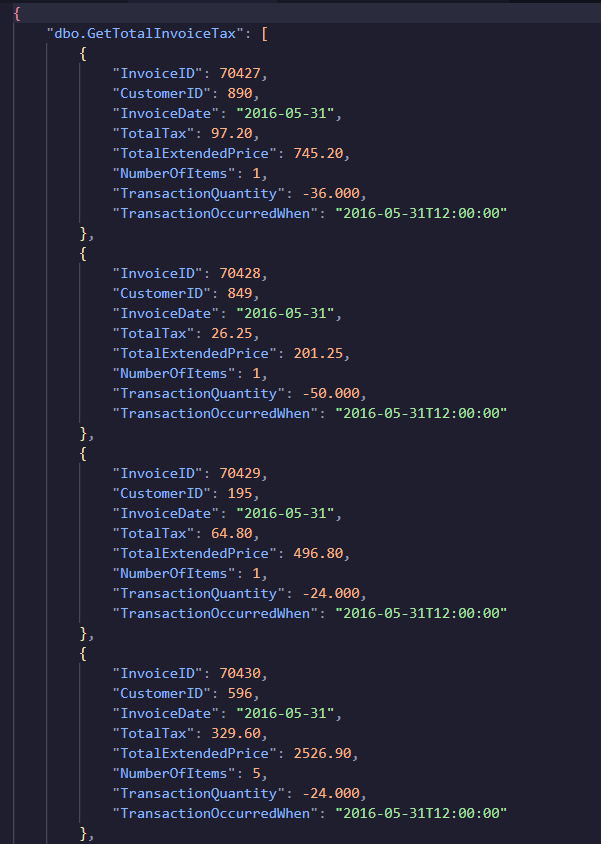 {
    "dbo.GetTotalInvoiceTax": [
        {
            "InvoiceID": 70427,
            "CustomerID": 890,
            "InvoiceDate": "2016-05-31",
            "TotalTax": 97.20,
            "TotalExtendedPrice": 745.20,
            "NumberOfItems": 1,
            "TransactionQuantity": -36.000,
            "TransactionOccurredWhen": "2016-05-31T12:00:00"
        },
        {
            "InvoiceID": 70428,
            "CustomerID": 849,
            "InvoiceDate": "2016-05-31",
            "TotalTax": 26.25,
            "TotalExtendedPrice": 201.25,
            "NumberOfItems": 1,
            "TransactionQuantity": -50.000,
            "TransactionOccurredWhen": "2016-05-31T12:00:00"
        },
        {
            "InvoiceID": 70429,
            "CustomerID": 195,
            "InvoiceDate": "2016-05-31",
            "TotalTax": 64.80,
            "TotalExtendedPrice": 496.80,
            "NumberOfItems": 1,
            "TransactionQuantity": -24.000,
            "TransactionOccurredWhen": "2016-05-31T12:00:00"
        },
        {
            "InvoiceID": 70430,
            "CustomerID": 596,
            "InvoiceDate": "2016-05-31",
            "TotalTax": 329.60,
            "TotalExtendedPrice": 2526.90,
            "NumberOfItems": 5,
            "TransactionQuantity": -24.000,
            "TransactionOccurredWhen": "2016-05-31T12:00:00"
        },